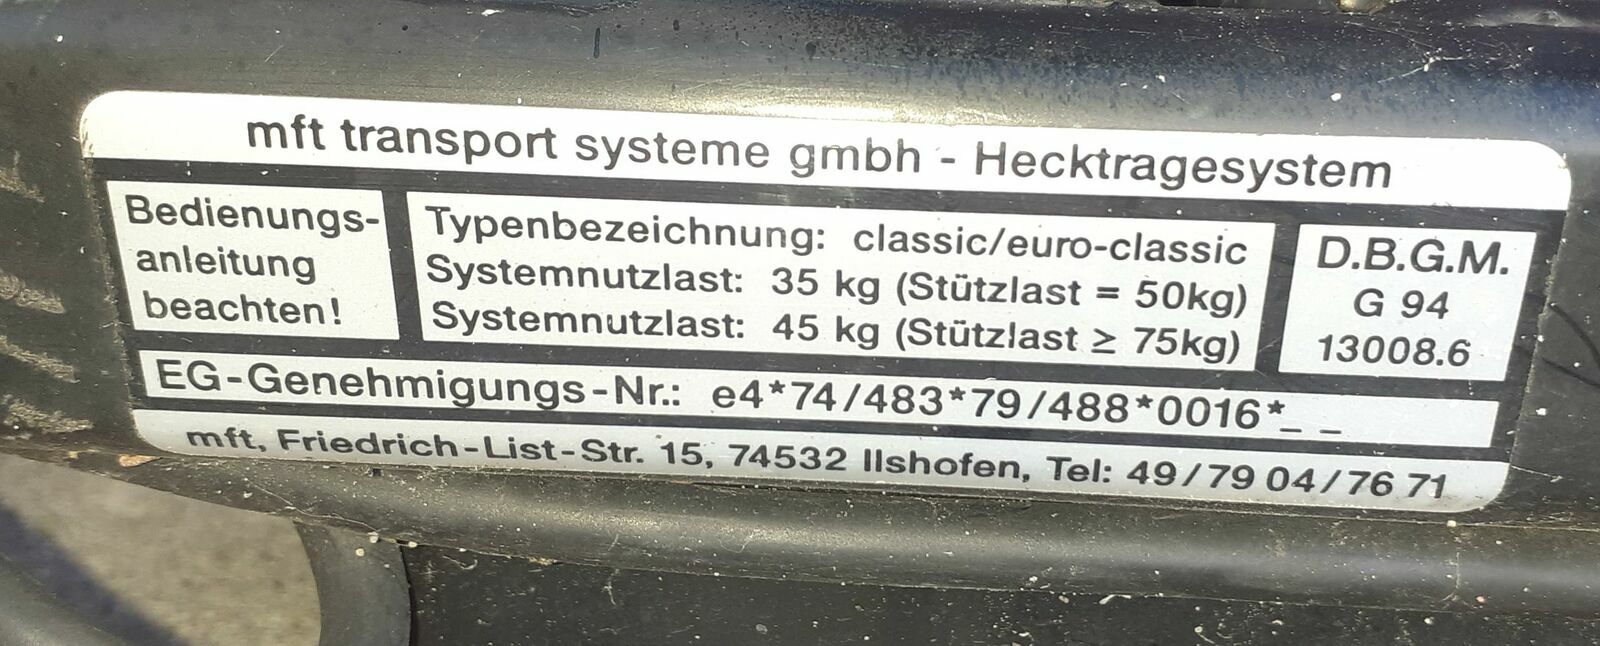 mft transport systeme gmbh - Hecktragesystem
Bedienungs-
anleitung
beachten!
Typenbezeichnung: classic/euro-classic
Systemnutzlast: 35 kg (Stützlast = 50kg)
Systemnutzlast: 45 kg (Stützlast ≥ 75kg)
D.B.G.M.
G 94
13008.6
EG-Genehmigungs-Nr.: e4*74/483*79/488*0016*_ _
mft, Friedrich-List-Str. 15, 74532 Ilshofen, Tel: 49/79 04/76 71